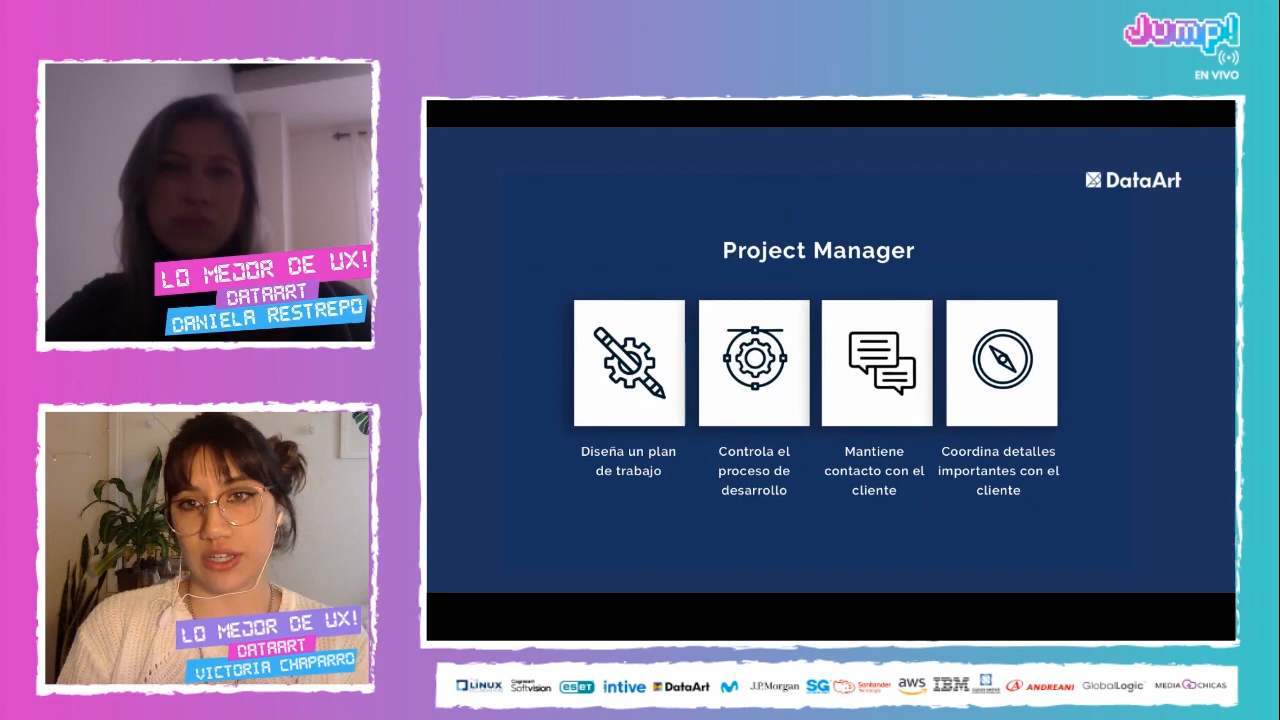 Jump!
EN VIVO
LO MEJOR DE UX!
DATAART
DANIELA RESTREPO
DataArt
Project Manager
Diseña un plan
de trabajo
Controla el
proceso de
desarrollo
Mantiene
contacto con el
cliente
Coordina detalles
importantes con el
cliente
LO MEJOR DE UX!
DATAART
VICTORIA CHAPARRO
LINUX
Cognizant
Softvision
eseT
intive
DataArt
J.P.Morgan
SG
Santander
Tecnología
aws
IBM
ANDREANI
GlobalLogic
MEDIA CHICAS